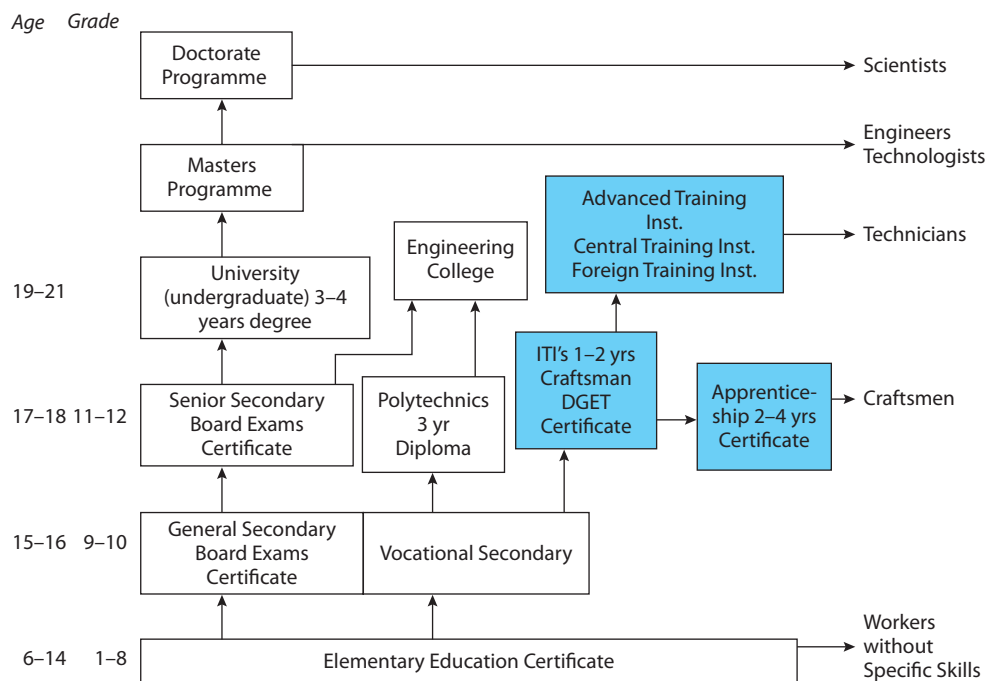 Age Grade
Doctorate
Programme
Scientists
Engineers
Technologists
Masters
Programme
Advanced Training
Inst.
Central Training Inst.
Foreign Training Inst.
Technicians
Engineering
College
19–21
University
(undergraduate) 3–4
years degree
ITI's 1–2 yrs
Craftsman
DGET
Certificate
Apprentice-
ship 2–4 yrs
Certificate
Craftsmen
17–18 11–12
Senior Secondary
Board Exams
Certificate
Polytechnics
3 yr
Diploma
15–16 9–10
General Secondary
Board Exams
Certificate
Vocational Secondary
Workers
without
Specific Skills
6–14 1–8
Elementary Education Certificate